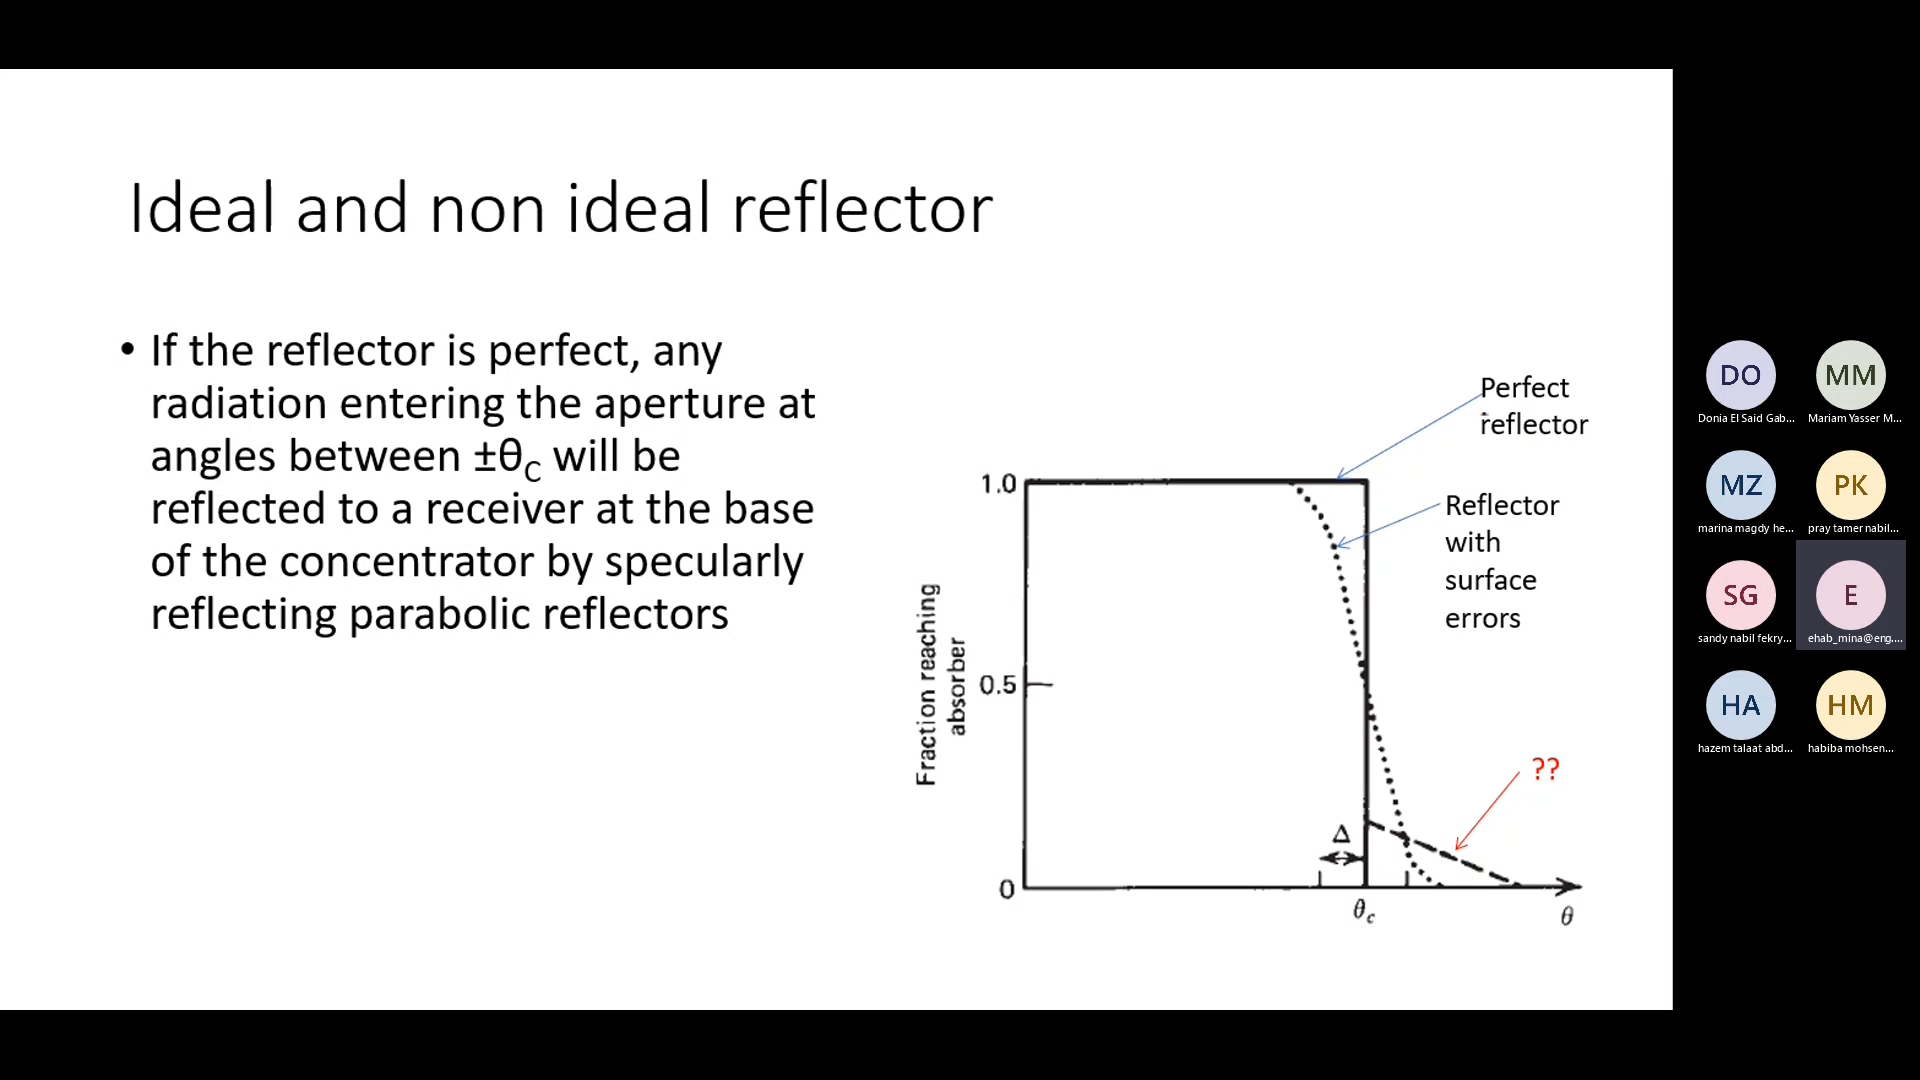 Ideal and non ideal reflector
• If the reflector is perfect, any
radiation entering the aperture at
angles between ±θC will be
reflected to a receiver at the base
of the concentrator by specularly
reflecting parabolic reflectors
Perfect
reflector
Reflector
with
surface
errors
??
Fraction reaching
absorber
1.0
0.5
0
Δ
θc
θ
DO
Donia El Said Gab...
MM
Mariam Yasser M...
MZ
marina magdy he...
PK
pray tamer nabil...
SG
sandy nabil fekry...
E
ehab_mina@eng....
HA
hazem talaat abd...
HM
habiba mohsen...